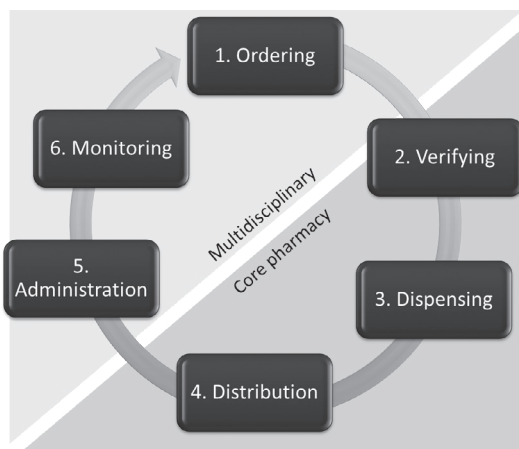 1. Ordering
2. Verifying
3. Dispensing
4. Distribution
5.
Administration
6. Monitoring
Multidisciplinary
Core pharmacy